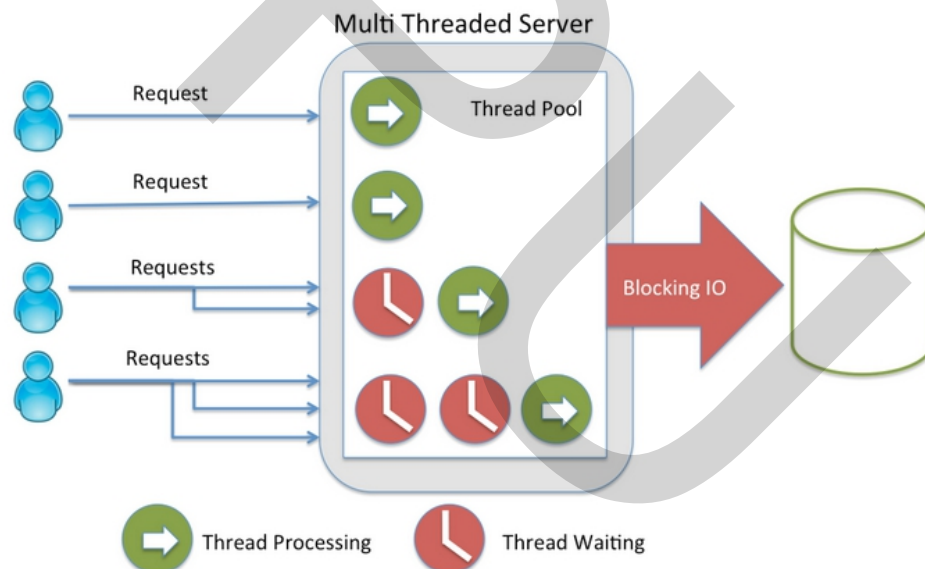 Multi Threaded Server
Request
Thread Pool
Request
Requests
Blocking IO
Requests
Thread Processing
Thread Waiting